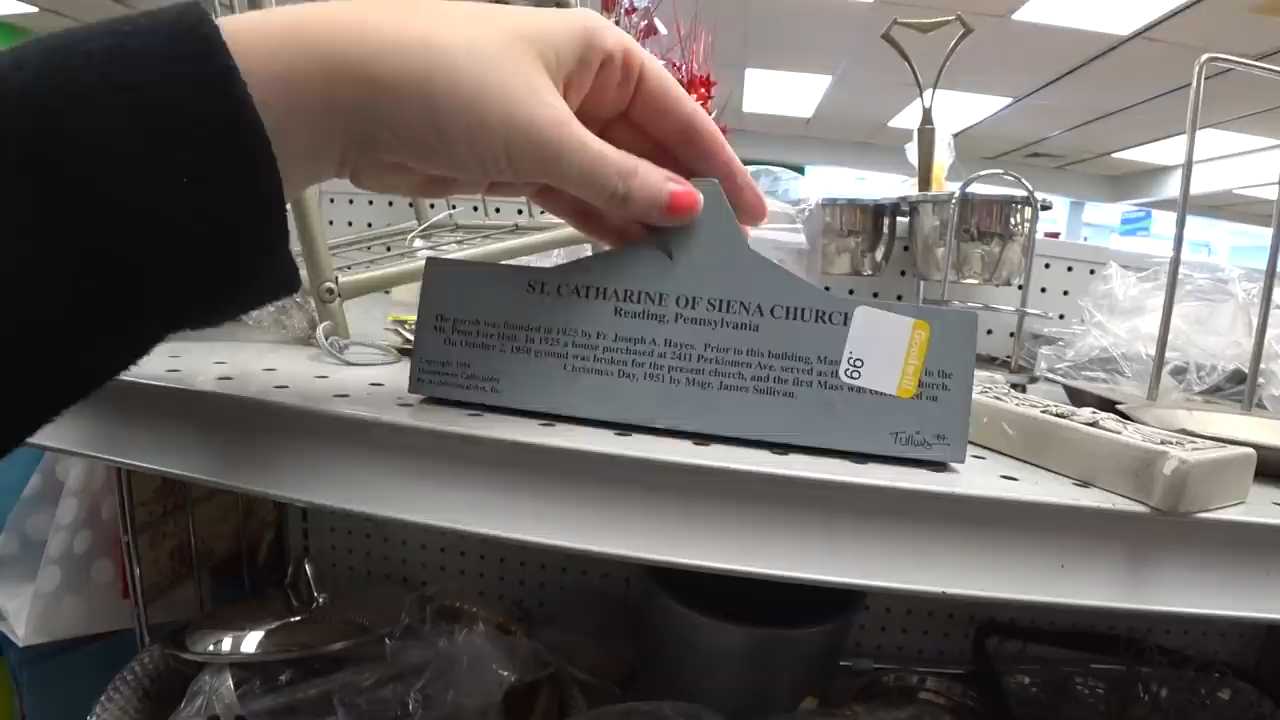 ST. CATHARINE OF SIENA CHURCH
Reading, Pennsylvania
The parish was founded in 1925 by Fr. Joseph A. Hayes. Prior to this building, in the
Mt. Penn Fire Hall. In 1925 a house purchased at 2411 Perkiomen Ave. served as
On October 2, 1950 ground was broken for the present church, and the first Mass was on
Christmas Day, 1951 by Msgr. James Sullivan.
Copyright 1994
Hometowne Collectibles
.99
Goodwill